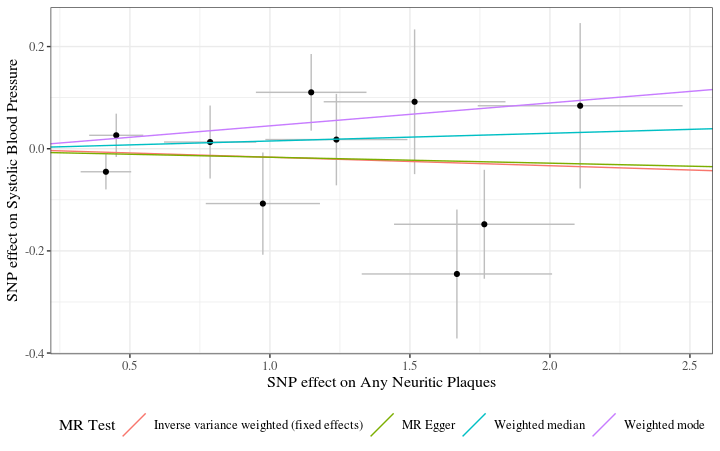 SNP effect on Systolic Blood Pressure
0.2
0.0
-0.2
-0.4
0.5 1.0 1.5 2.0 2.5
SNP effect on Any Neuritic Plaques
MR Test Inverse variance weighted (fixed effects) MR Egger Weighted median Weighted mode